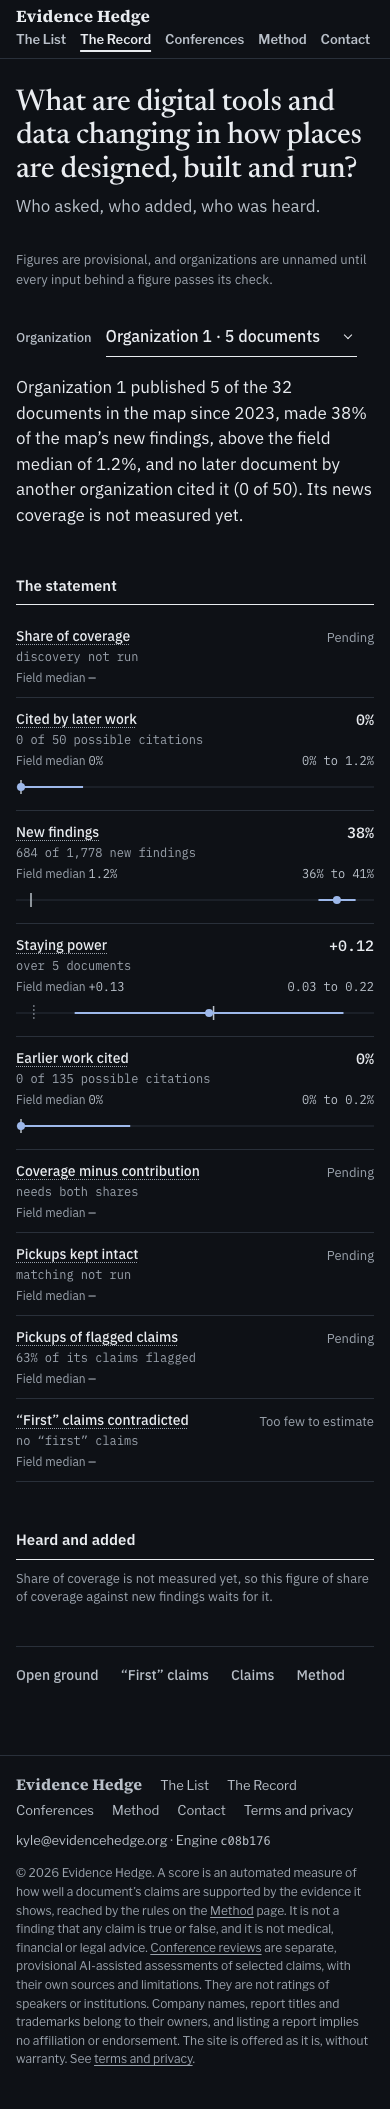 Evidence Hedge
The List The Record Conferences Method Contact
What are digital tools and
data changing in how places
are designed, built and run?
Who asked, who added, who was heard.
Figures are provisional, and organizations are unnamed until
every input behind a figure passes its check.
Organization Organization 1 · 5 documents
Organization 1 published 5 of the 32
documents in the map since 2023, made 38%
of the map’s new findings, above the field
median of 1.2%, and no later document by
another organization cited it (0 of 50). Its news
coverage is not measured yet.
The statement
Share of coverage Pending
discovery not run
Field median —
Cited by later work 0%
0 of 50 possible citations
Field median 0% 0% to 1.2%
New findings 38%
684 of 1,778 new findings
Field median 1.2% 36% to 41%
Staying power +0.12
over 5 documents
Field median +0.13 0.03 to 0.22
Earlier work cited 0%
0 of 135 possible citations
Field median 0% 0% to 0.2%
Coverage minus contribution Pending
needs both shares
Field median —
Pickups kept intact Pending
matching not run
Field median —
Pickups of flagged claims Pending
63% of its claims flagged
Field median —
“First” claims contradicted Too few to estimate
no “first” claims
Field median —
Heard and added
Share of coverage is not measured yet, so this figure of share
of coverage against new findings waits for it.
Open ground “First” claims Claims Method
Evidence Hedge The List The Record
Conferences Method Contact Terms and privacy
kyle@evidencehedge.org · Engine c08b176
© 2026 Evidence Hedge. A score is an automated measure of
how well a document’s claims are supported by the evidence it
shows, reached by the rules on the Method page. It is not a
finding that any claim is true or false, and it is not medical,
financial or legal advice. Conference reviews are separate,
provisional AI-assisted assessments of selected claims, with
their own sources and limitations. They are not ratings of
speakers or institutions. Company names, report titles and
trademarks belong to their owners, and listing a report implies
no affiliation or endorsement. The site is offered as it is, without
warranty. See terms and privacy.